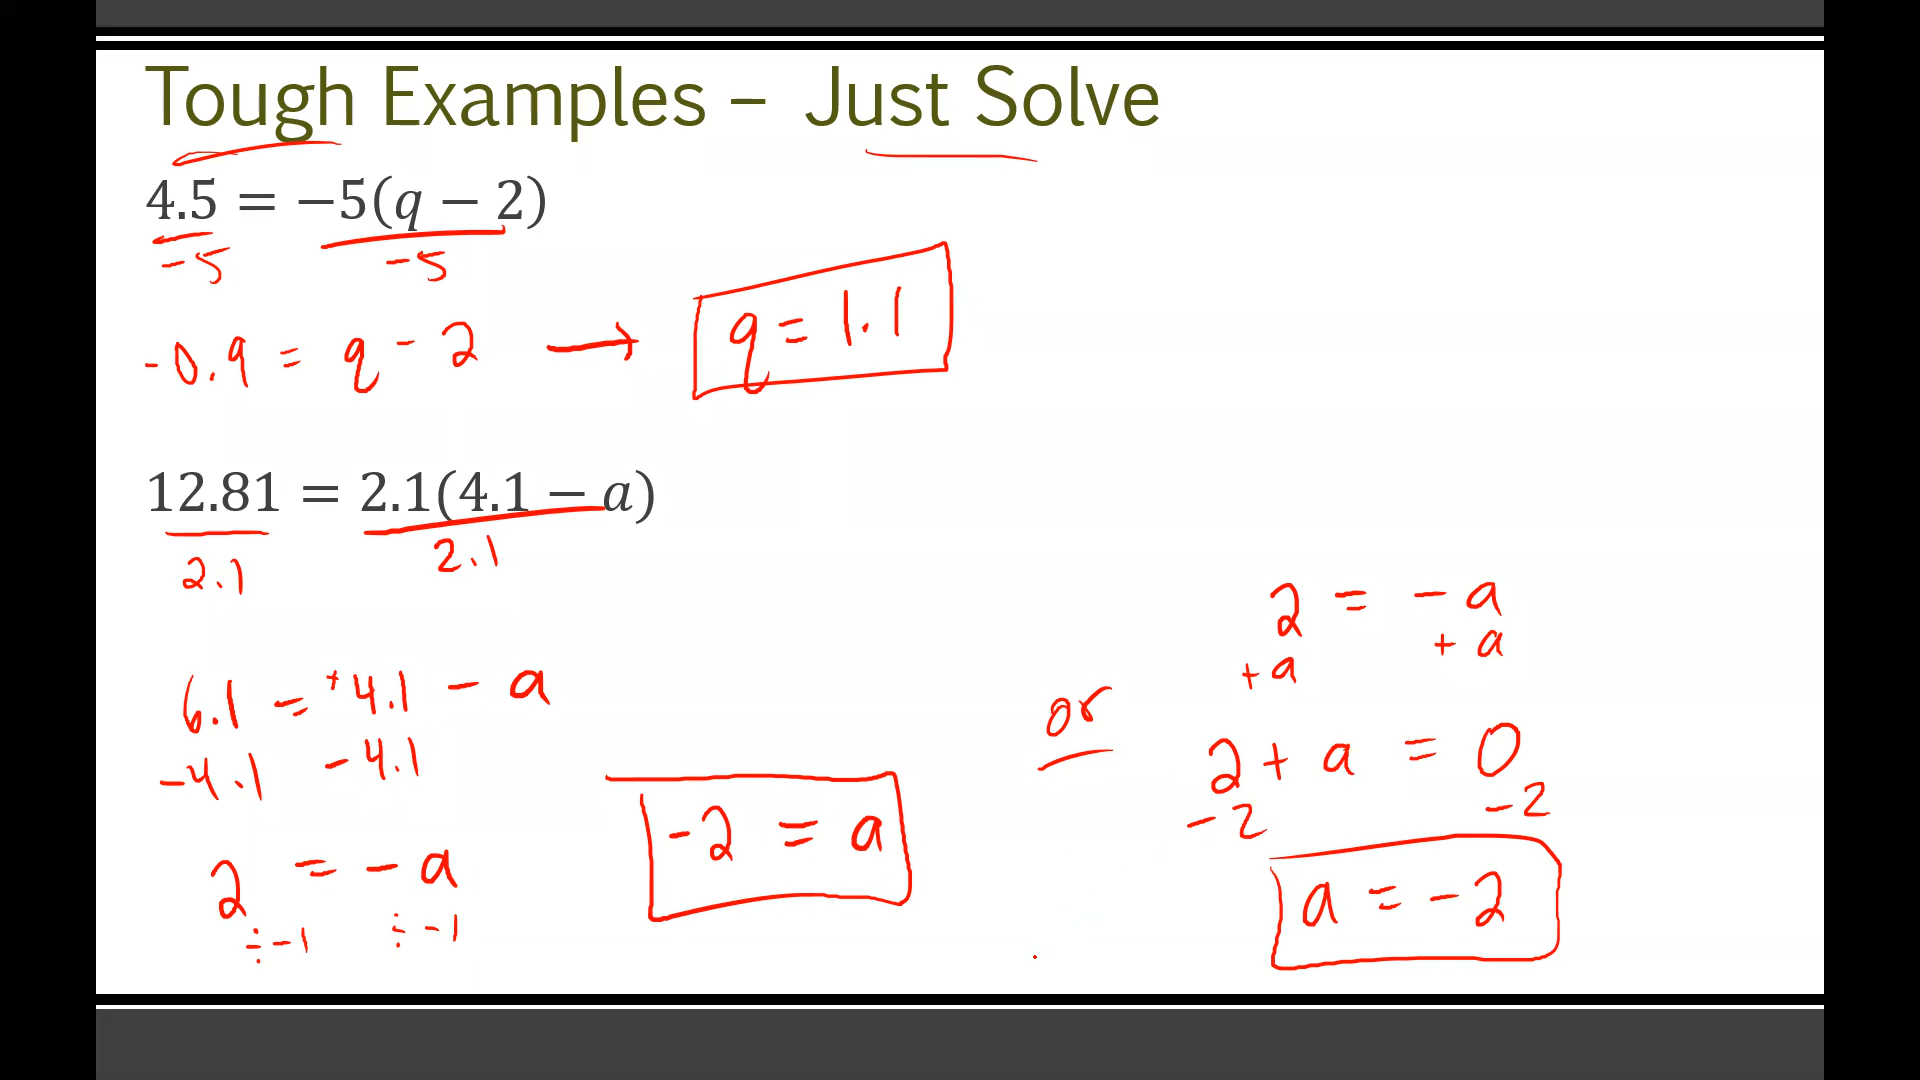 Tough Examples – Just Solve
4.5 = −5(q − 2)
-5 -5
-0.9 = q - 2 → q = 1.1
12.81 = 2.1(4.1 − a)
2.1 2.1
6.1 = +4.1 - a
-4.1 -4.1
2 = -a
÷-1 ÷-1
-2 = a
or
2 = -a
+a +a
2 + a = 0
-2 -2
a = -2